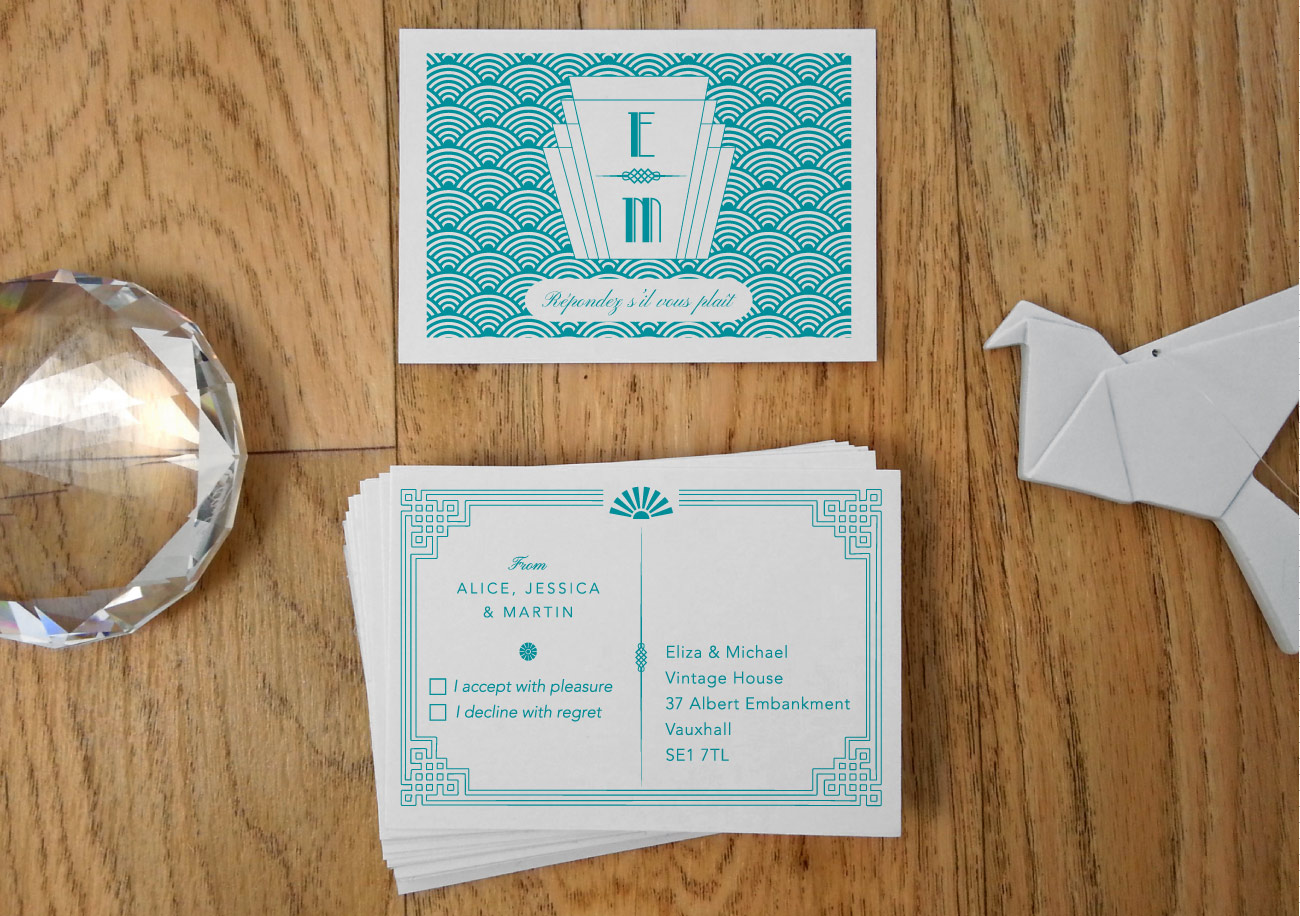 E
M
Répondez s'il vous plaît
From
ALICE, JESSICA
& MARTIN
I accept with pleasure
I decline with regret
Eliza & Michael
Vintage House
37 Albert Embankment
Vauxhall
SE1 7TL